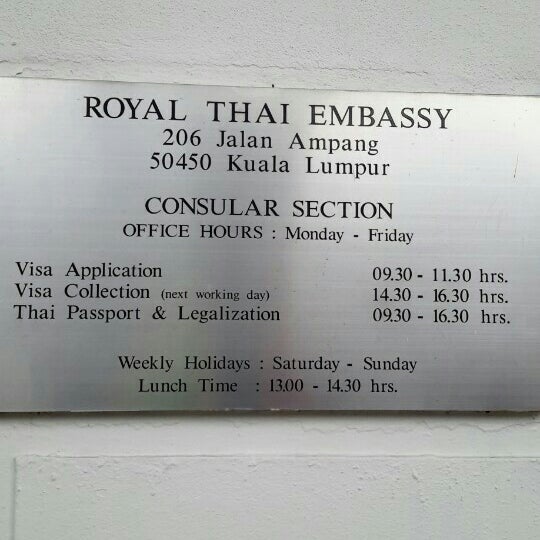 ROYAL THAI EMBASSY
206 Jalan Ampang
50450 Kuala Lumpur
CONSULAR SECTION
OFFICE HOURS : Monday - Friday
Visa Application 09.30 - 11.30 hrs.
Visa Collection (next working day) 14.30 - 16.30 hrs.
Thai Passport & Legalization 09.30 - 16.30 hrs.
Weekly Holidays : Saturday - Sunday
Lunch Time : 13.00 - 14.30 hrs.